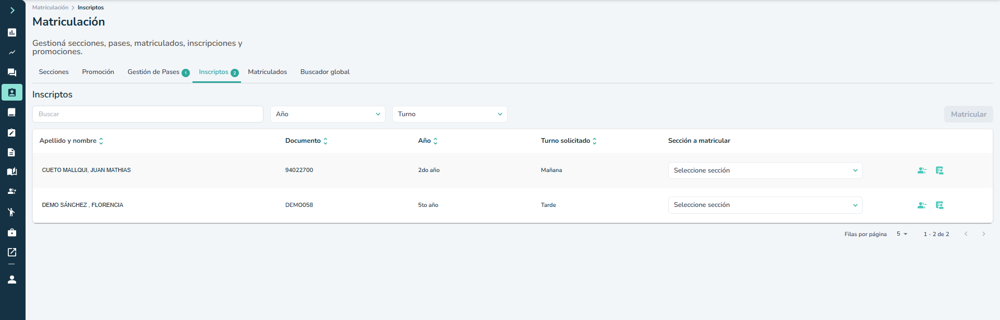 Matriculación > Inscriptos
Matriculación
Gestioná secciones, pases, matriculados, inscripciones y
promociones.
Secciones Promoción Gestión de Pases 1 Inscriptos 2 Matriculados Buscador global
Inscriptos
Buscar Año Turno Matricular
Apellido y nombre Documento Año Turno solicitado Sección a matricular
CUETO MALLQUI, JUAN MATHIAS 94022700 2do año Mañana Seleccione sección
DEMO SÁNCHEZ , FLORENCIA DEMO058 5to año Tarde Seleccione sección
Filas por página 5 1 - 2 de 2